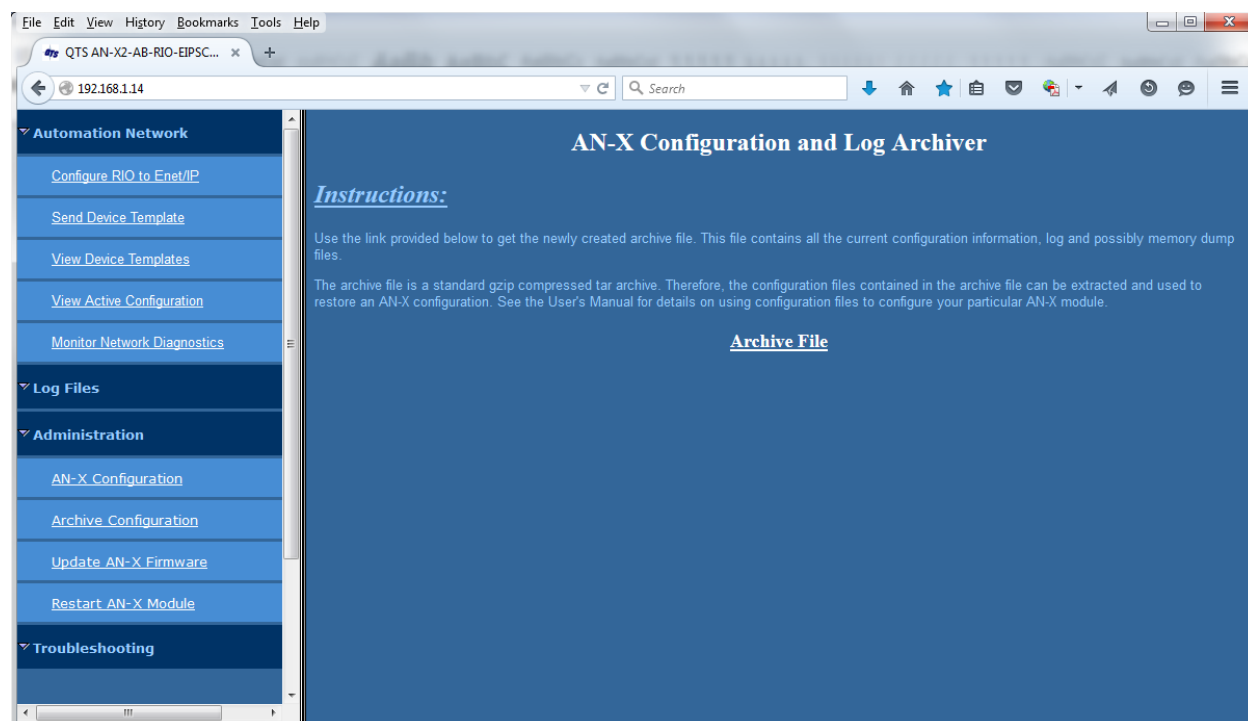 File Edit View History Bookmarks Tools Help
QTS AN-X2-AB-RIO-EIPSC...
192.168.1.14
Search
Automation Network
Configure RIO to Enet/IP
Send Device Template
View Device Templates
View Active Configuration
Monitor Network Diagnostics
Log Files
Administration
AN-X Configuration
Archive Configuration
Update AN-X Firmware
Restart AN-X Module
Troubleshooting
AN-X Configuration and Log Archiver
Instructions:
Use the link provided below to get the newly created archive file. This file contains all the current configuration information, log and possibly memory dump
files.
The archive file is a standard gzip compressed tar archive. Therefore, the configuration files contained in the archive file can be extracted and used to
restore an AN-X configuration. See the User's Manual for details on using configuration files to configure your particular AN-X module.
Archive File